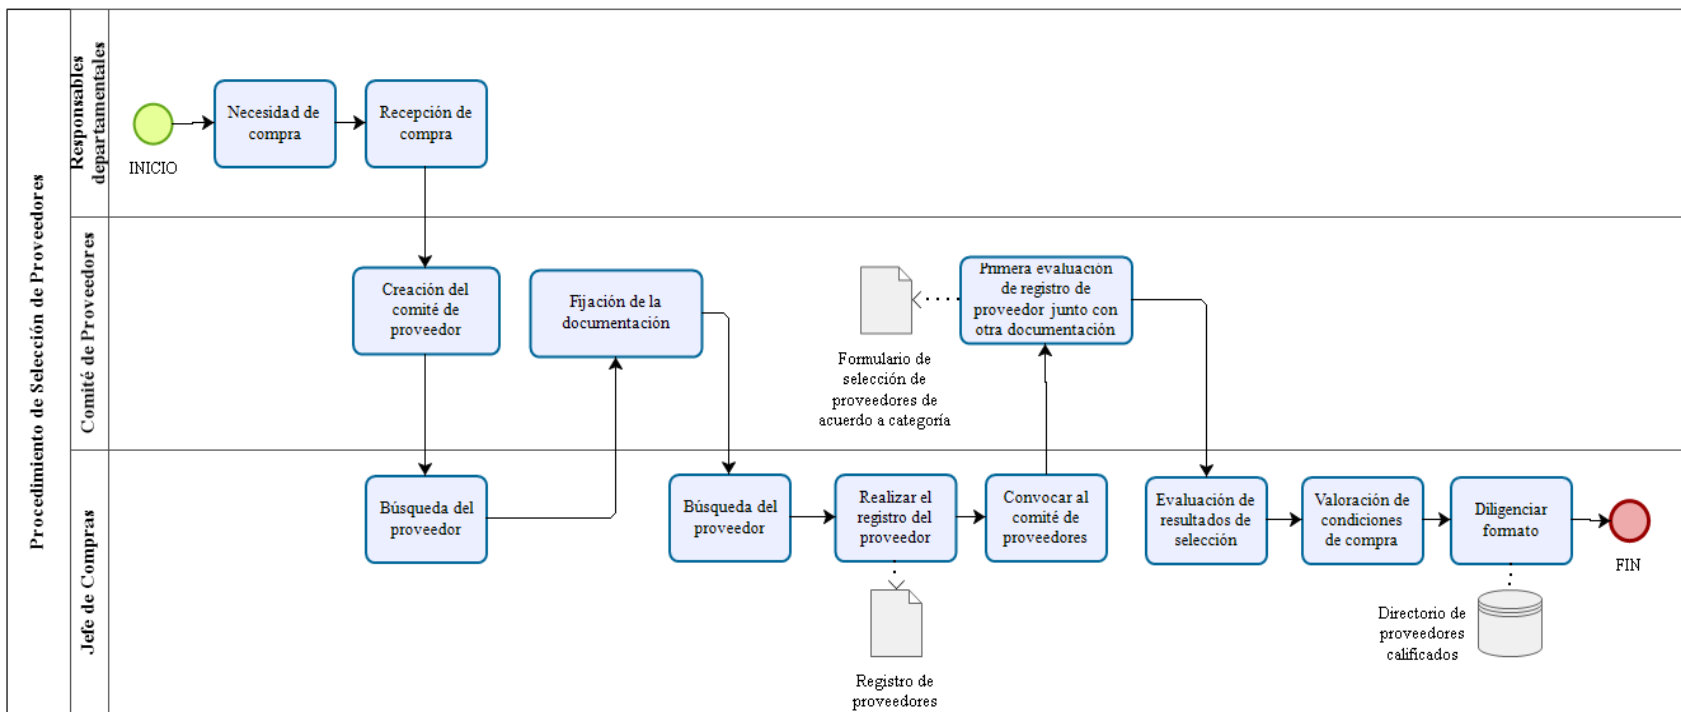 Procedimiento de Selección de Proveedores
Responsables
departamentales
INICIO
Necesidad de
compra
Recepción de
compra
Comité de Proveedores
Creación del
comité de
proveedor
Fijación de la
documentación
Formulario de
selección de
proveedores de
acuerdo a categoría
Primera evaluación
de registro de
proveedor junto con
otra documentación
Jefe de Compras
Búsqueda del
proveedor
Búsqueda del
proveedor
Realizar el
registro del
proveedor
Registro de
proveedores
Convocar al
comité de
proveedores
Evaluación de
resultados de
selección
Valoración de
condiciones
de compra
Diligenciar
formato
Directorio de
proveedores
calificados
FIN